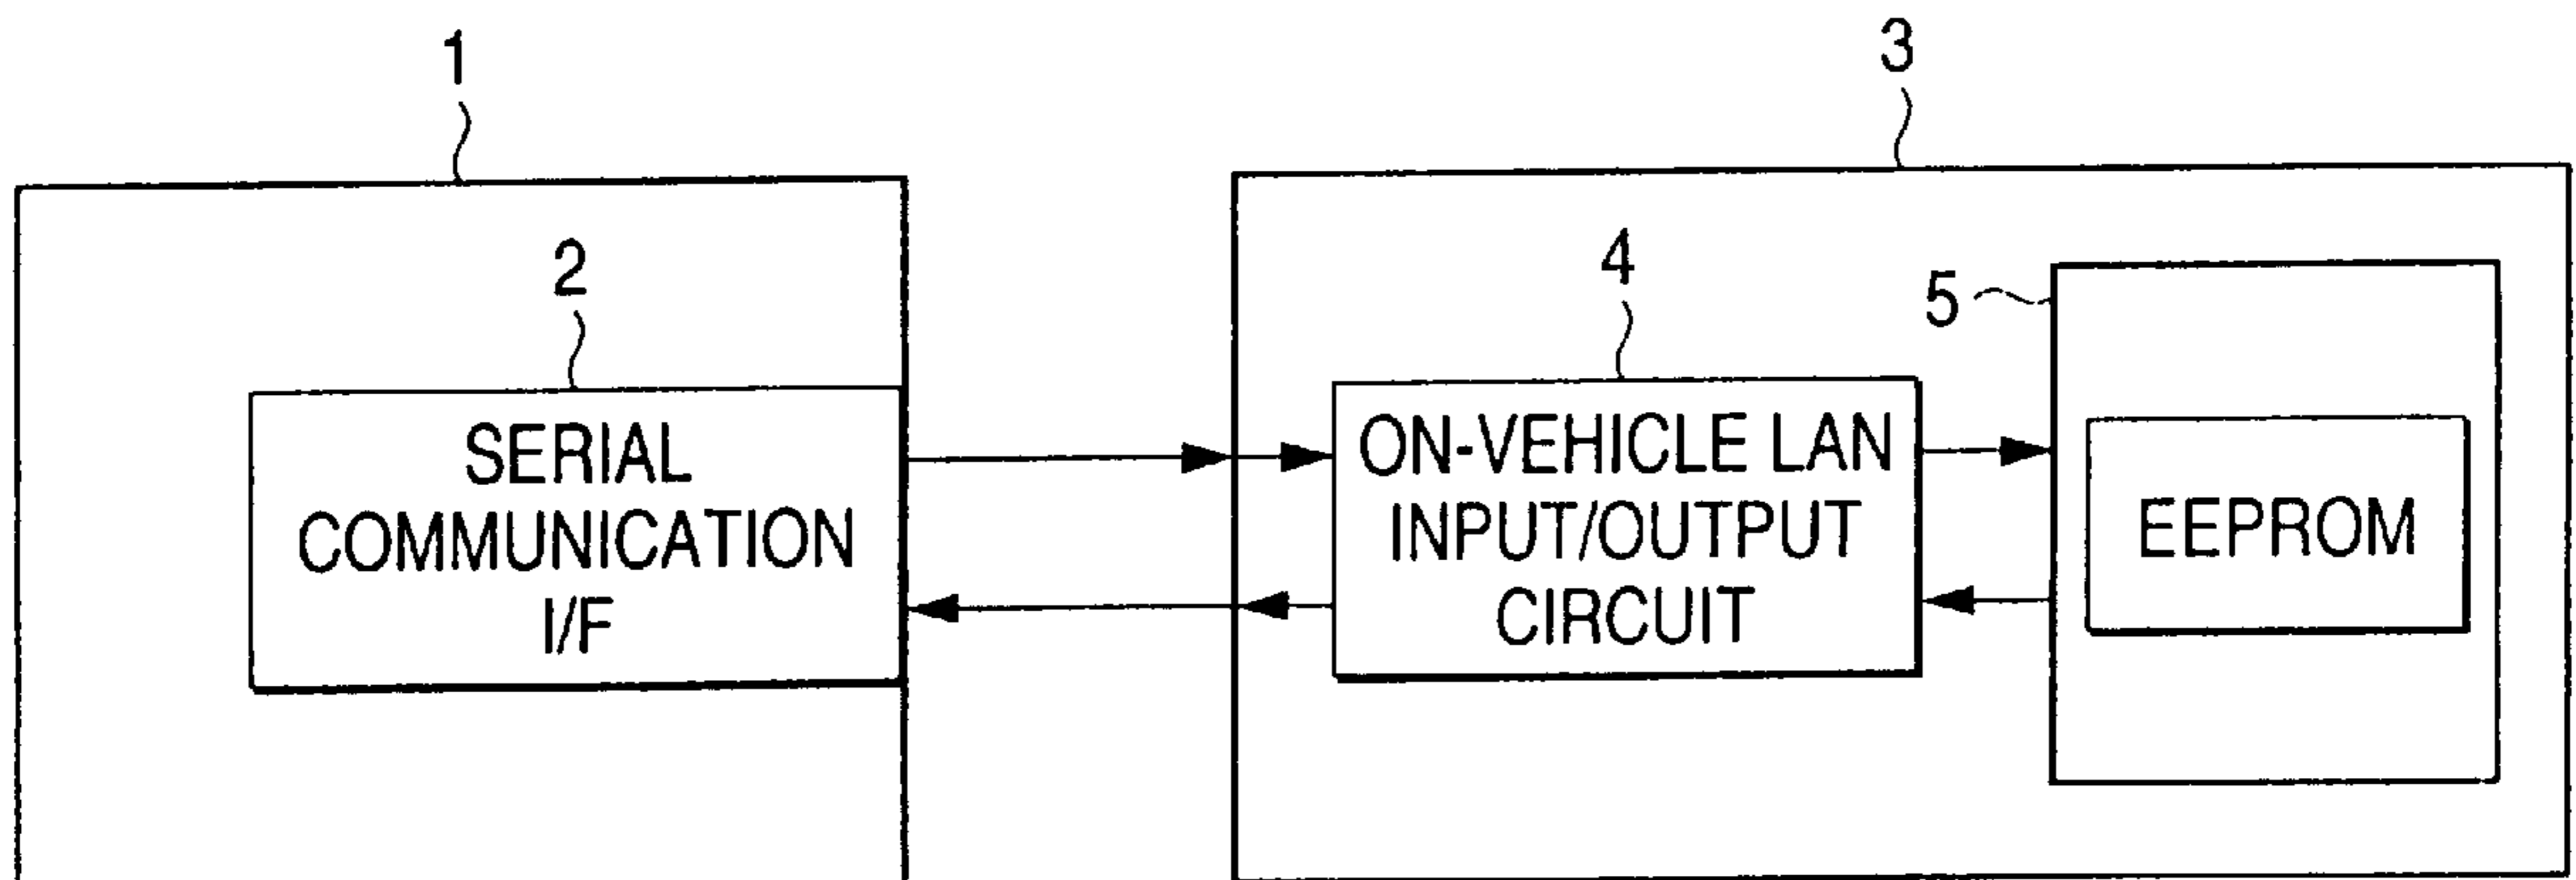 1
3
2
4
5
SERIAL
COMMUNICATION
I/F
ON-VEHICLE LAN
INPUT/OUTPUT
CIRCUIT
EEPROM